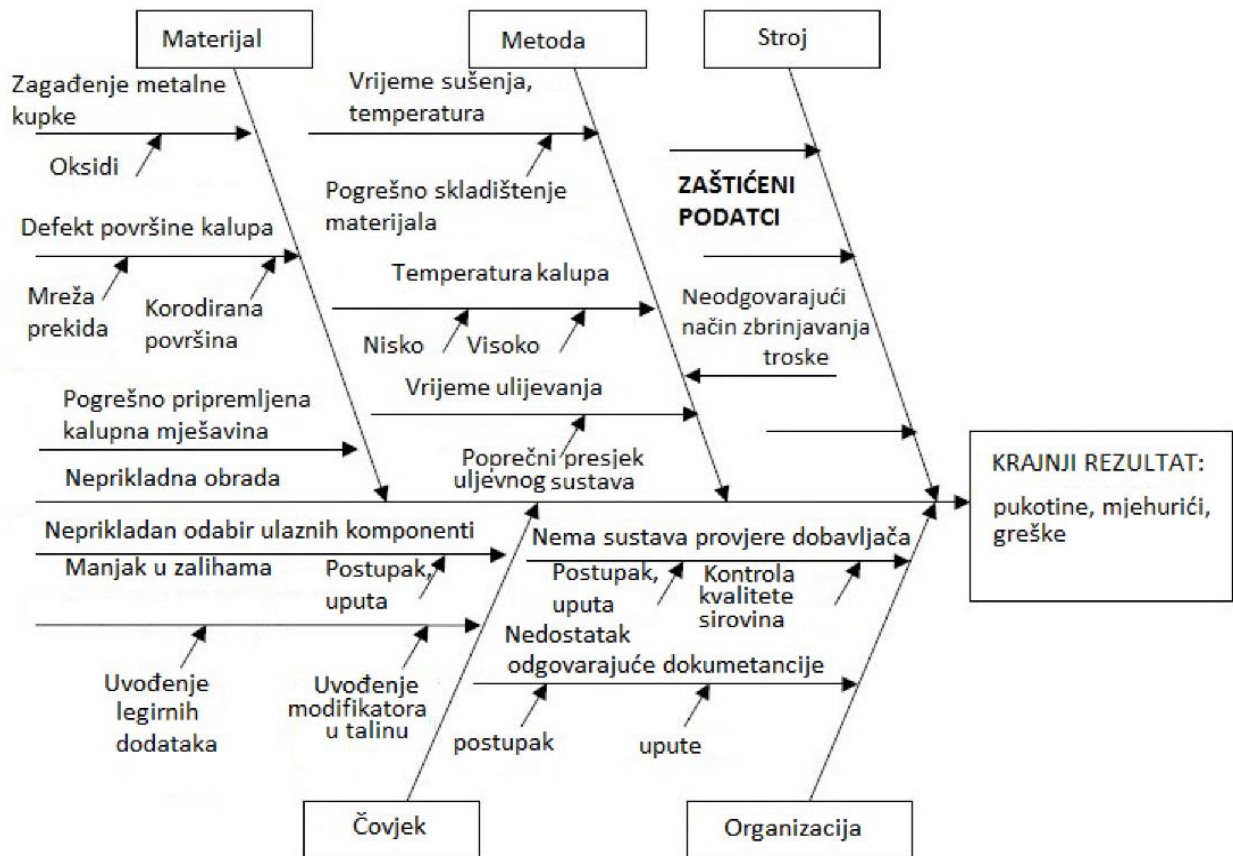 Materijal
Metoda
Stroj
Zagađenje metalne
kupke
Oksidi
Defekt površine kalupa
Mreža
prekida
Korodirana
površina
Pogrešno pripremljena
kalupna mješavina
Neprikladna obrada
Vrijeme sušenja,
temperatura
Pogrešno skladištenje
materijala
Temperatura kalupa
Nisko
Visoko
Vrijeme ulijevanja
Poprečni presjek
uljevnog sustava
ZAŠTIĆENI
PODATCI
Neodgovarajući
način zbrinjavanja
troske
KRAJNJI REZULTAT:
pukotine, mjehurići,
greške
Neprikladan odabir ulaznih komponenti
Manjak u zalihama
Postupak,
uputa
Uvođenje
legirnih
dodataka
Uvođenje
modifikatora
u talinu
Nema sustava provjere dobavljača
Postupak,
uputa
Kontrola
kvalitete
sirovina
Nedostatak
odgovarajuće dokumetancije
postupak
upute
Čovjek
Organizacija